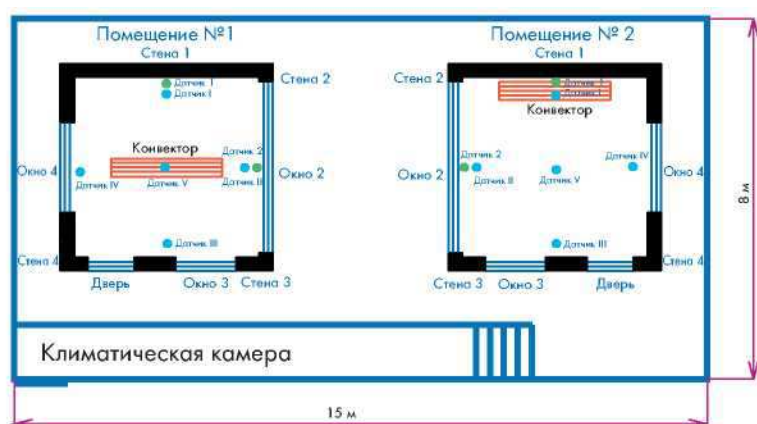 Помещение №1
Стена 1
Стена 2
Датчик 1
Датчик I
Конвектор
Датчик 2
Окно 4
Датчик IV
Датчик V
Датчик II
Окно 2
Датчик III
Стена 4
Дверь
Окно 3
Стена 3
Помещение № 2
Стена 1
Стена 2
Конвектор
Датчик 2
Датчик IV
Окно 2
Датчик II
Датчик V
Окно 4
Датчик III
Стена 4
Стена 3
Окно 3
Дверь
Климатическая камера
8 м
15 м